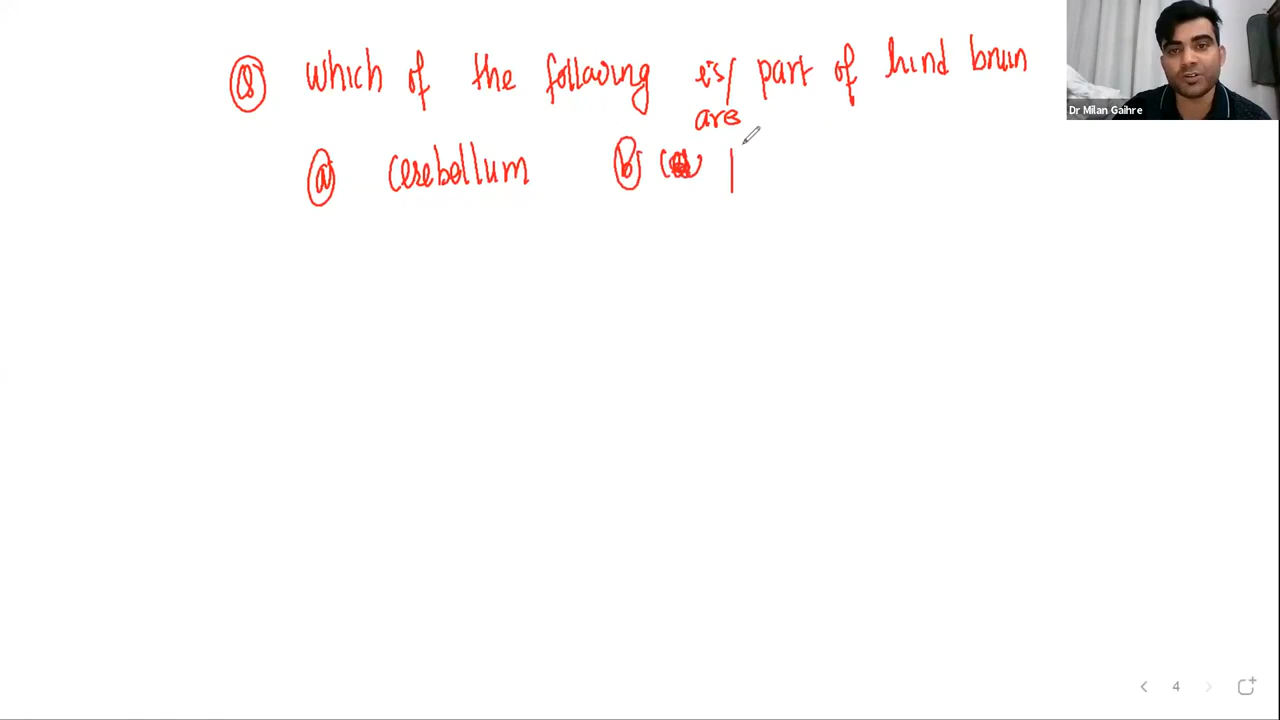 Q which of the following is/ part of hind brain
are
a cerebellum b
Dr Milan Gaihre
4